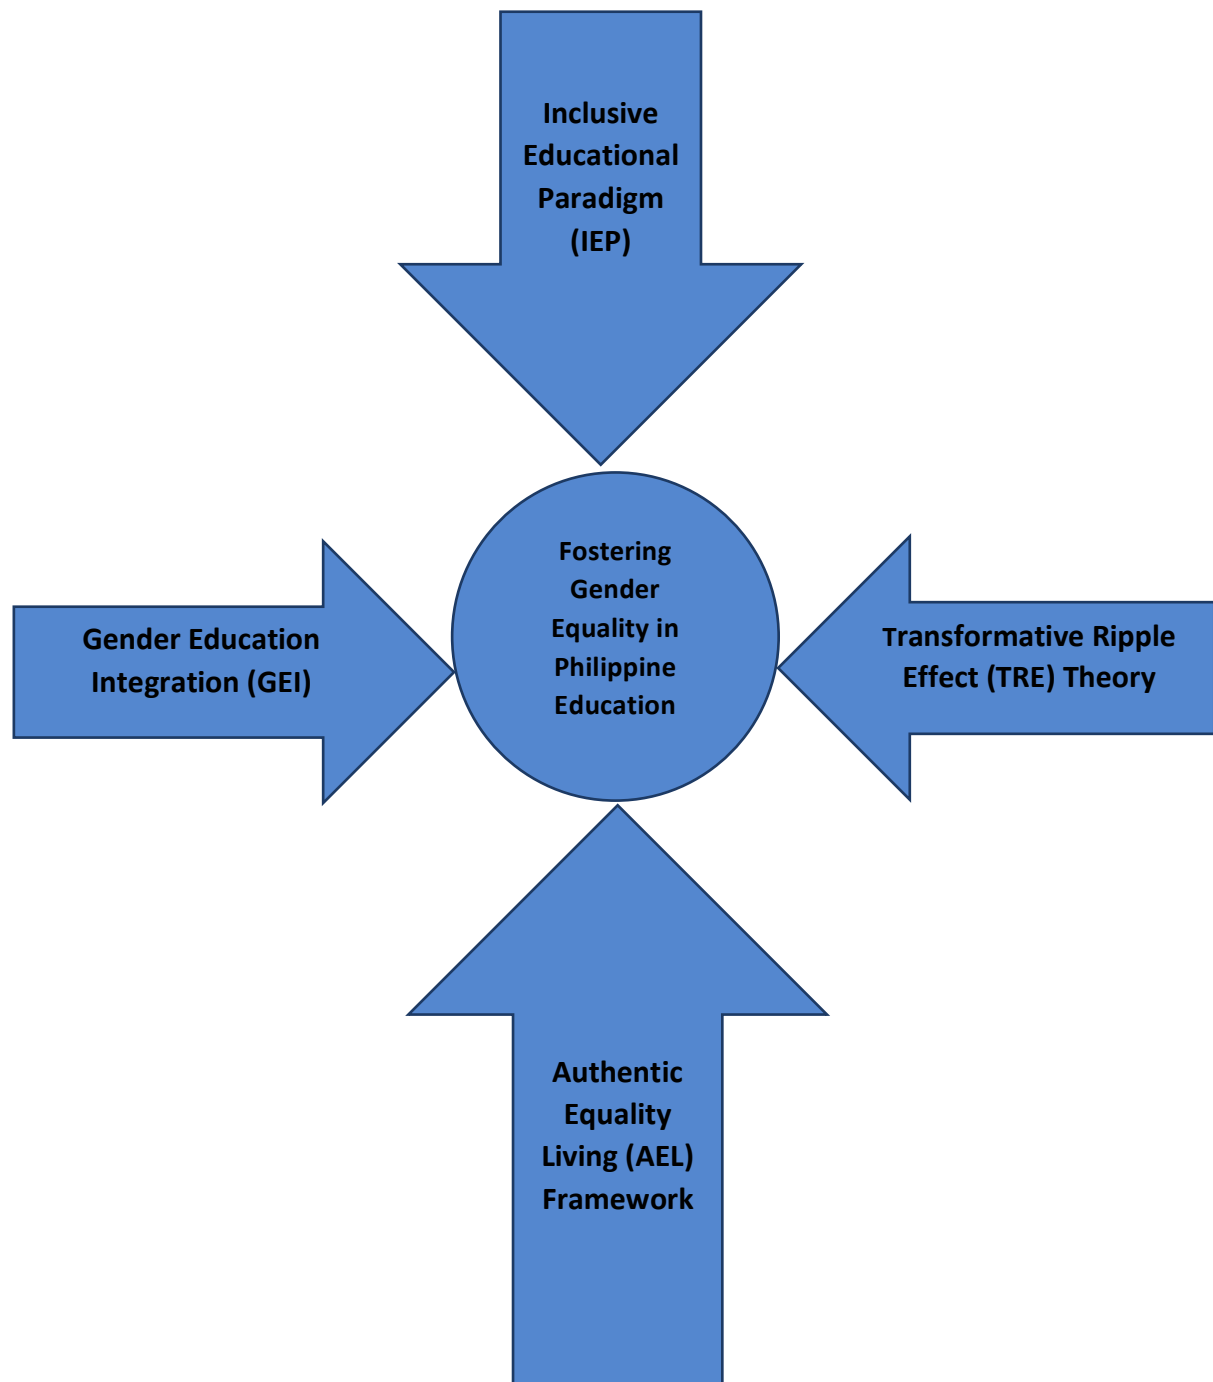 Inclusive
Educational
Paradigm
(IEP)
Fostering
Gender
Equality in
Philippine
Education
Gender Education
Integration (GEI)
Transformative Ripple
Effect (TRE) Theory
Authentic
Equality
Living (AEL)
Framework